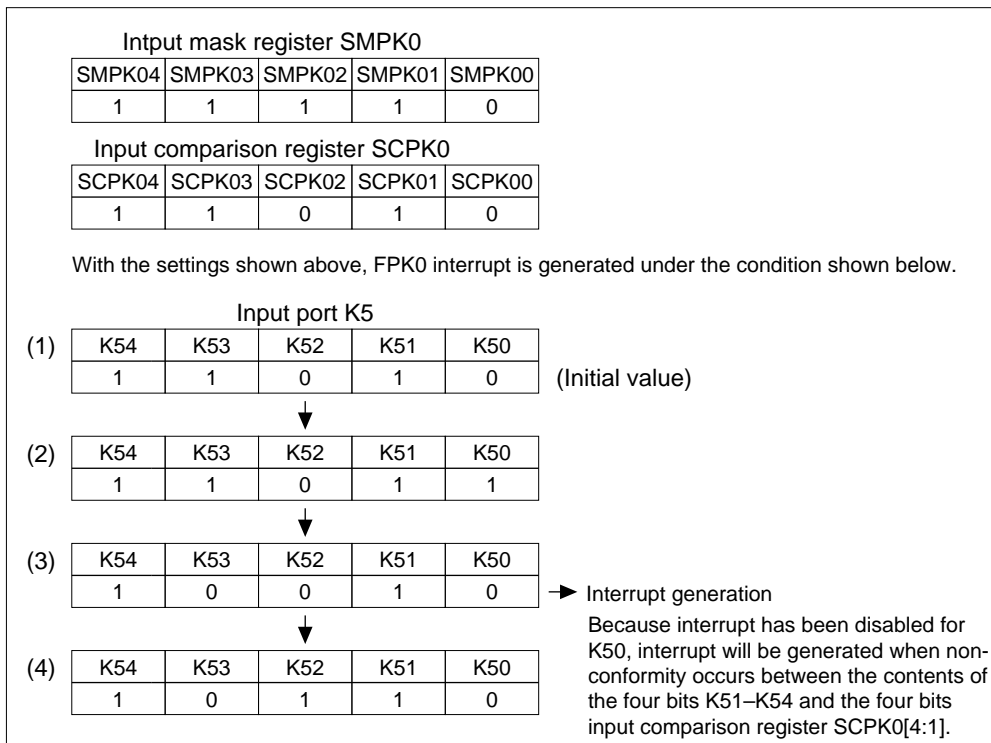 Intput mask register SMPK0
SMPK04 SMPK03 SMPK02 SMPK01 SMPK00
1 1 1 1 0
Input comparison register SCPK0
SCPK04 SCPK03 SCPK02 SCPK01 SCPK00
1 1 0 1 0
With the settings shown above, FPK0 interrupt is generated under the condition shown below.
Input port K5
(1) K54 K53 K52 K51 K50
1 1 0 1 0 (Initial value)
(2) K54 K53 K52 K51 K50
1 1 0 1 1
(3) K54 K53 K52 K51 K50
1 0 0 1 0 Interrupt generation
Because interrupt has been disabled for
K50, interrupt will be generated when non-
conformity occurs between the contents of
the four bits K51–K54 and the four bits
input comparison register SCPK0[4:1].
(4) K54 K53 K52 K51 K50
1 0 1 1 0